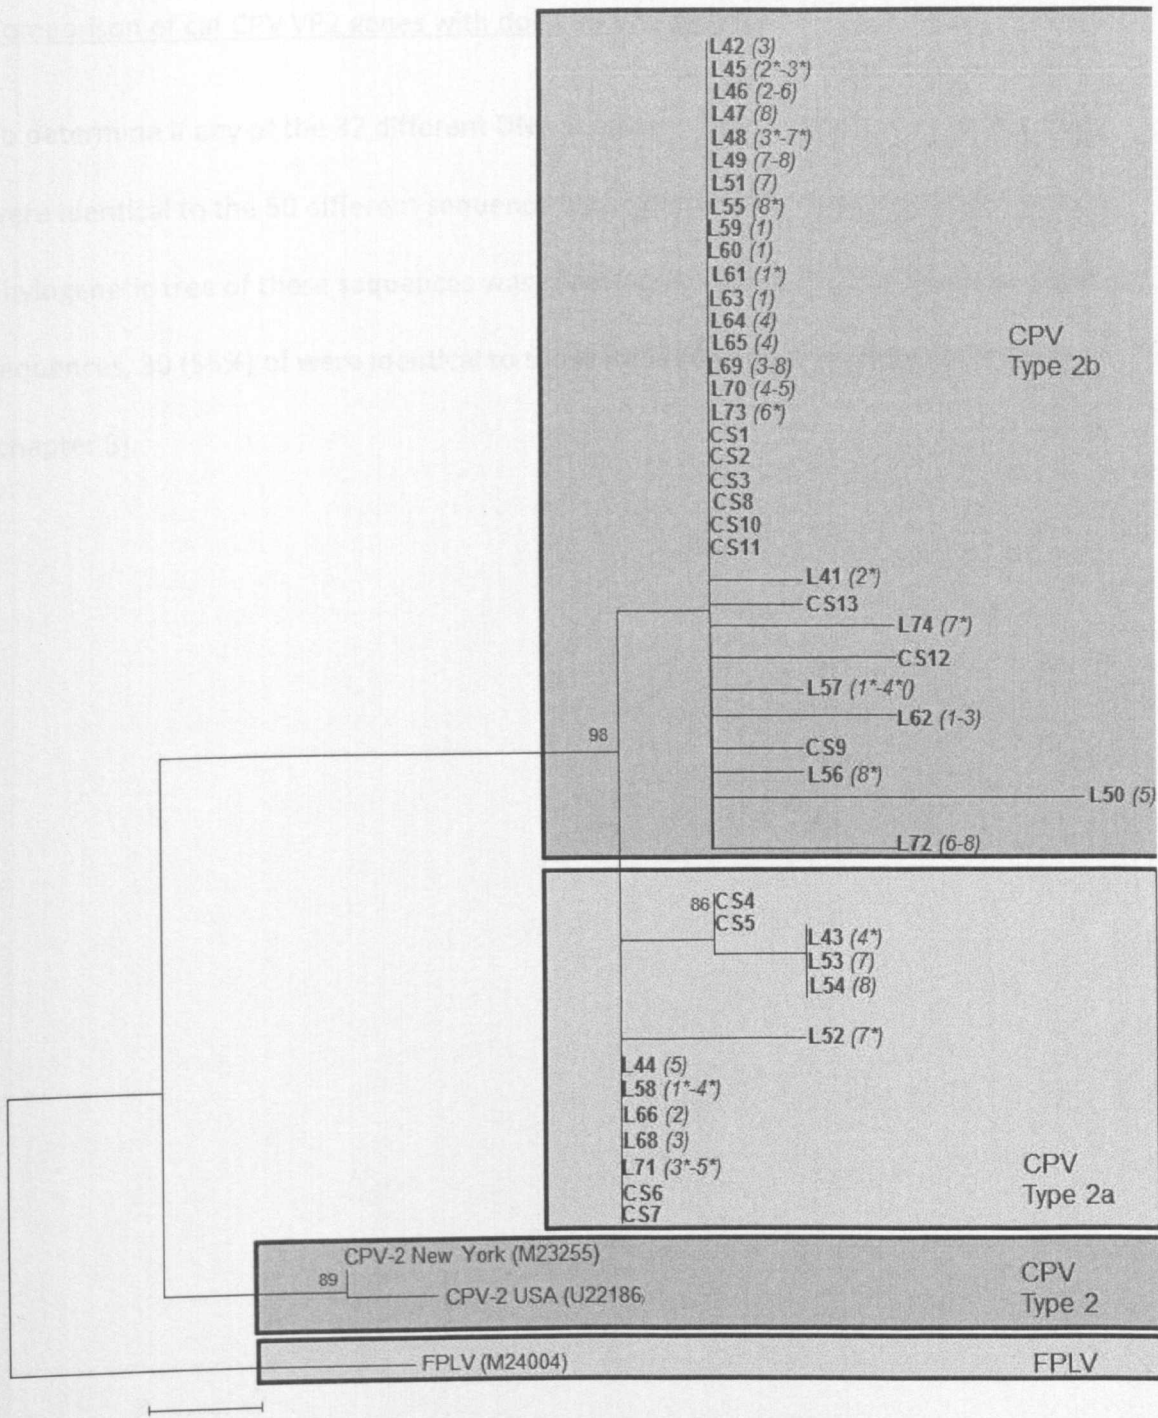 L42 (3)
L45 (2*-3*)
L46 (2-6)
L47 (8)
L48 (3*-7*)
L49 (7-8)
L51 (7)
L55 (8*)
L59 (1)
L60 (1)
L61 (1*)
L63 (1)
L64 (4)
L65 (4)
L69 (3-8)
L70 (4-5)
L73 (6*)
CS1
CS2
CS3
CS8
CS10
CS11
CPV
Type 2b
L41 (2*)
CS13
L74 (7*)
CS12
L57 (1*-4*()
L62 (1-3)
98
CS9
L56 (8*)
L50 (5)
L72 (6-8)
86
CS4
CS5
L43 (4*)
L53 (7)
L54 (8)
L52 (7*)
L44 (5)
L58 (1*-4*)
L66 (2)
L68 (3)
L71 (3*-5*)
CS6
CS7
CPV
Type 2a
CPV-2 New York (M23255)
89
CPV-2 USA (U22186,
CPV
Type 2
FPLV (M24004)
FPLV